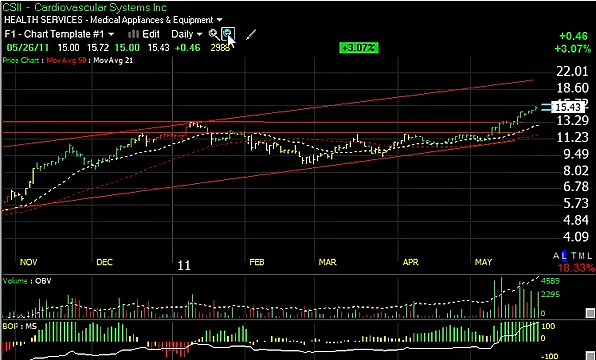 CSII - Cardiovascular Systems Inc
HEALTH SERVICES - Medical Appliances & Equipment
F1 - Chart Template #1 Edit Daily
05/26/11 15.00 15.72 15.00 15.43 +0.46 2988 +3.07%
+0.46
+3.07%
Price Chart : MovAvg 50 : MovAvg 21
22.01
18.60
15.43
13.29
11.23
9.49
8.02
6.78
5.73
4.84
4.09
NOV DEC 11 FEB MAR APR MAY
A L T M L
18.33%
Volume : OBV
4589
2295
BOP : MS
100
0
-100